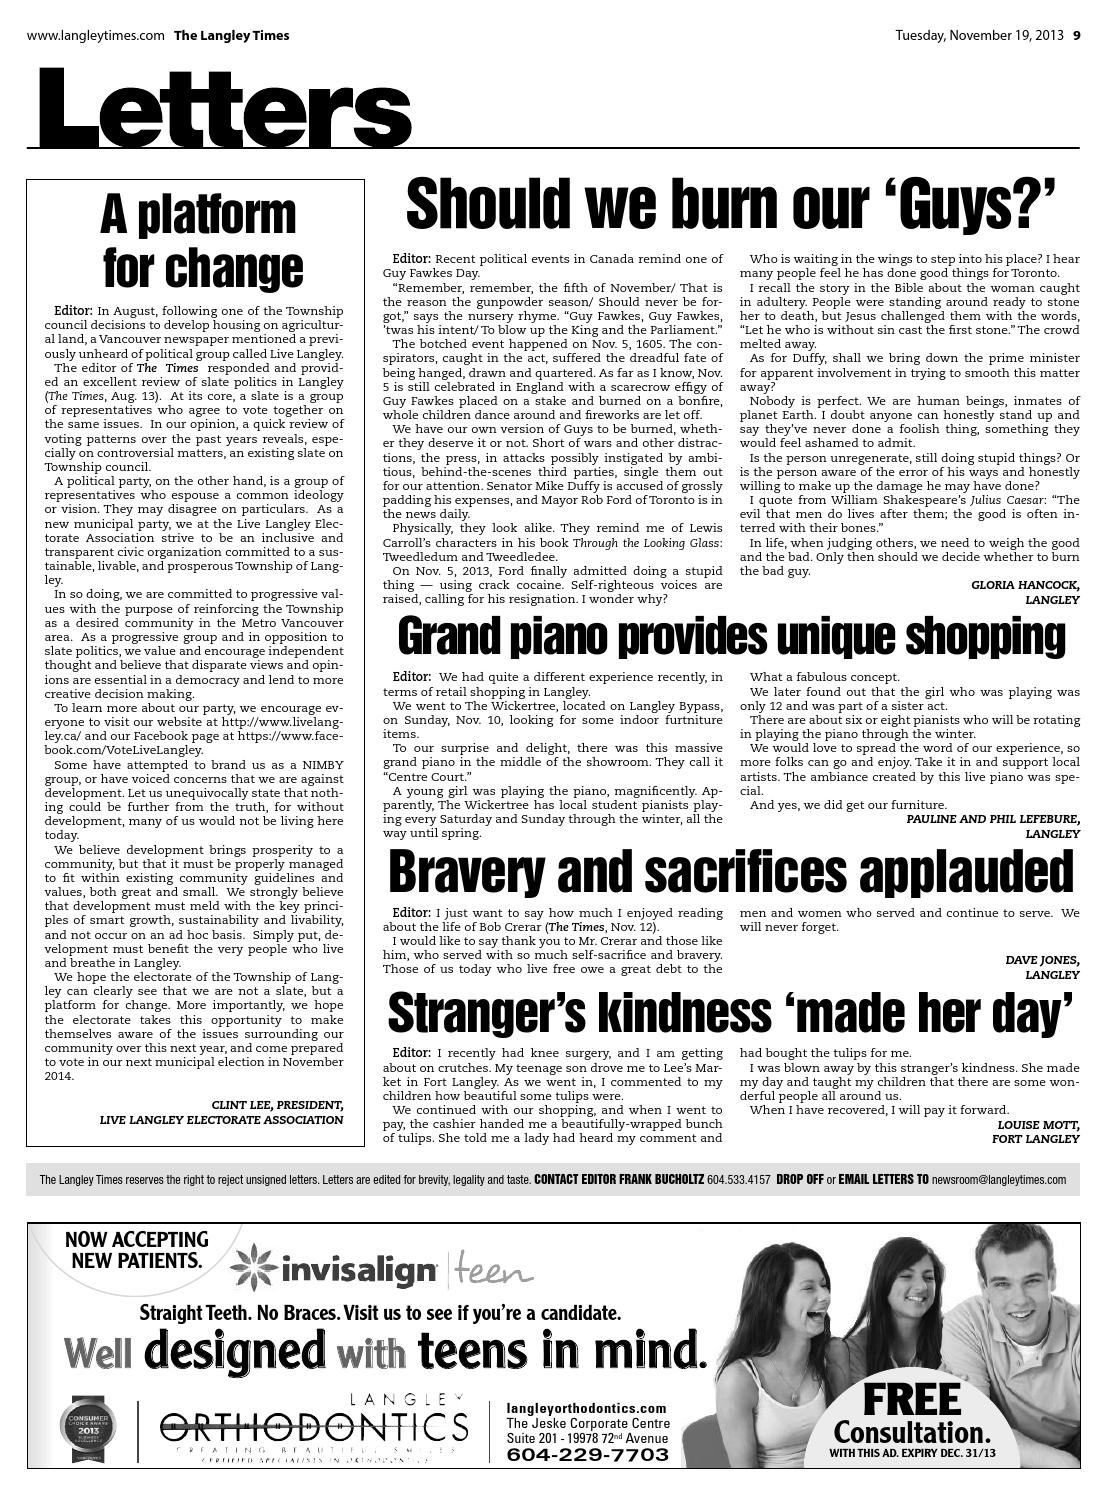 www.langleytimes.com The Langley Times
Tuesday, November 19, 2013 9
Letters
A platform
for change
Editor: In August, following one of the Township
council decisions to develop housing on agricultur-
al land, a Vancouver newspaper mentioned a previ-
ously unheard of political group called Live Langley.
The editor of The Times responded and provid-
ed an excellent review of slate politics in Langley
(The Times, Aug. 13). At its core, a slate is a group
of representatives who agree to vote together on
the same issues. In our opinion, a quick review of
voting patterns over the past years reveals, espe-
cially on controversial matters, an existing slate on
Township council.
A political party, on the other hand, is a group of
representatives who espouse a common ideology
or vision. They may disagree on particulars. As a
new municipal party, we at the Live Langley Elec-
torate Association strive to be an inclusive and
transparent civic organization committed to a sus-
tainable, livable, and prosperous Township of Lang-
ley.
In so doing, we are committed to progressive val-
ues with the purpose of reinforcing the Township
as a desired community in the Metro Vancouver
area. As a progressive group and in opposition to
slate politics, we value and encourage independent
thought and believe that disparate views and opin-
ions are essential in a democracy and lend to more
creative decision making.
To learn more about our party, we encourage ev-
eryone to visit our website at http://www.livelang-
ley.ca/ and our Facebook page at https://www.face-
book.com/VoteLiveLangley.
Some have attempted to brand us as a NIMBY
group, or have voiced concerns that we are against
development. Let us unequivocally state that noth-
ing could be further from the truth, for without
development, many of us would not be living here
today.
We believe development brings prosperity to a
community, but that it must be properly managed
to fit within existing community guidelines and
values, both great and small. We strongly believe
that development must meld with the key princi-
ples of smart growth, sustainability and livability,
and not occur on an ad hoc basis. Simply put, de-
velopment must benefit the very people who live
and breathe in Langley.
We hope the electorate of the Township of Lang-
ley can clearly see that we are not a slate, but a
platform for change. More importantly, we hope
the electorate takes this opportunity to make
themselves aware of the issues surrounding our
community over this next year, and come prepared
to vote in our next municipal election in November
2014.
CLINT LEE, PRESIDENT,
LIVE LANGLEY ELECTORATE ASSOCIATION
Should we burn our ‘Guys?’
Editor: Recent political events in Canada remind one of
Guy Fawkes Day.
“Remember, remember, the fifth of November/ That is
the reason the gunpowder season/ Should never be for-
got,” says the nursery rhyme. “Guy Fawkes, Guy Fawkes,
'twas his intent/ To blow up the King and the Parliament.”
The botched event happened on Nov. 5, 1605. The con-
spirators, caught in the act, suffered the dreadful fate of
being hanged, drawn and quartered. As far as I know, Nov.
5 is still celebrated in England with a scarecrow effigy of
Guy Fawkes placed on a stake and burned on a bonfire,
whole children dance around and fireworks are let off.
We have our own version of Guys to be burned, wheth-
er they deserve it or not. Short of wars and other distrac-
tions, the press, in attacks possibly instigated by ambi-
tious, behind-the-scenes third parties, single them out
for our attention. Senator Mike Duffy is accused of grossly
padding his expenses, and Mayor Rob Ford of Toronto is in
the news daily.
Physically, they look alike. They remind me of Lewis
Carroll’s characters in his book Through the Looking Glass:
Tweedledum and Tweedledee.
On Nov. 5, 2013, Ford finally admitted doing a stupid
thing — using crack cocaine. Self-righteous voices are
raised, calling for his resignation. I wonder why?
Who is waiting in the wings to step into his place? I hear
many people feel he has done good things for Toronto.
I recall the story in the Bible about the woman caught
in adultery. People were standing around ready to stone
her to death, but Jesus challenged them with the words,
“Let he who is without sin cast the first stone.” The crowd
melted away.
As for Duffy, shall we bring down the prime minister
for apparent involvement in trying to smooth this matter
away?
Nobody is perfect. We are human beings, inmates of
planet Earth. I doubt anyone can honestly stand up and
say they’ve never done a foolish thing, something they
would feel ashamed to admit.
Is the person unregenerate, still doing stupid things? Or
is the person aware of the error of his ways and honestly
willing to make up the damage he may have done?
I quote from William Shakespeare’s Julius Caesar: “The
evil that men do lives after them; the good is often in-
terred with their bones.”
In life, when judging others, we need to weigh the good
and the bad. Only then should we decide whether to burn
the bad guy.
GLORIA HANCOCK,
LANGLEY
Grand piano provides unique shopping
Editor: We had quite a different experience recently, in
terms of retail shopping in Langley.
We went to The Wickertree, located on Langley Bypass,
on Sunday, Nov. 10, looking for some indoor furtniture
items.
To our surprise and delight, there was this massive
grand piano in the middle of the showroom. They call it
“Centre Court.”
A young girl was playing the piano, magnificently. Ap-
parently, The Wickertree has local student pianists play-
ing every Saturday and Sunday through the winter, all the
way until spring.
What a fabulous concept.
We later found out that the girl who was playing was
only 12 and was part of a sister act.
There are about six or eight pianists who will be rotating
in playing the piano through the winter.
We would love to spread the word of our experience, so
more folks can go and enjoy. Take it in and support local
artists. The ambiance created by this live piano was spe-
cial.
And yes, we did get our furniture.
PAULINE AND PHIL LEFEBURE,
LANGLEY
Bravery and sacrifices applauded
Editor: I just want to say how much I enjoyed reading
about the life of Bob Crerar (The Times, Nov. 12).
I would like to say thank you to Mr. Crerar and those like
him, who served with so much self-sacrifice and bravery.
Those of us today who live free owe a great debt to the
men and women who served and continue to serve. We
will never forget.
DAVE JONES,
LANGLEY
Stranger’s kindness ‘made her day’
Editor: I recently had knee surgery, and I am getting
about on crutches. My teenage son drove me to Lee’s Mar-
ket in Fort Langley. As we went in, I commented to my
children how beautiful some tulips were.
We continued with our shopping, and when I went to
pay, the cashier handed me a beautifully-wrapped bunch
of tulips. She told me a lady had heard my comment and
had bought the tulips for me.
I was blown away by this stranger’s kindness. She made
my day and taught my children that there are some won-
derful people all around us.
When I have recovered, I will pay it forward.
LOUISE MOTT,
FORT LANGLEY
The Langley Times reserves the right to reject unsigned letters. Letters are edited for brevity, legality and taste. CONTACT EDITOR FRANK BUCHOLTZ 604.533.4157 DROP OFF or EMAIL LETTERS TO newsroom@langleytimes.com
NOW ACCEPTING
NEW PATIENTS.
invisalign teen
Straight Teeth. No Braces. Visit us to see if you’re a candidate.
Well designed with teens in mind.
CONSUMER
CHOICE AWARD
2013
BUSINESS
EXCELLENCE
VANCOUVER
LANGLEY
ORTHODONTICS
CREATING BEAUTIFUL SMILES
CERTIFIED SPECIALISTS IN ORTHODONTICS
langleyorthodontics.com
The Jeske Corporate Centre
Suite 201 - 19978 72nd Avenue
604-229-7703
FREE
Consultation.
WITH THIS AD. EXPIRY DEC. 31/13